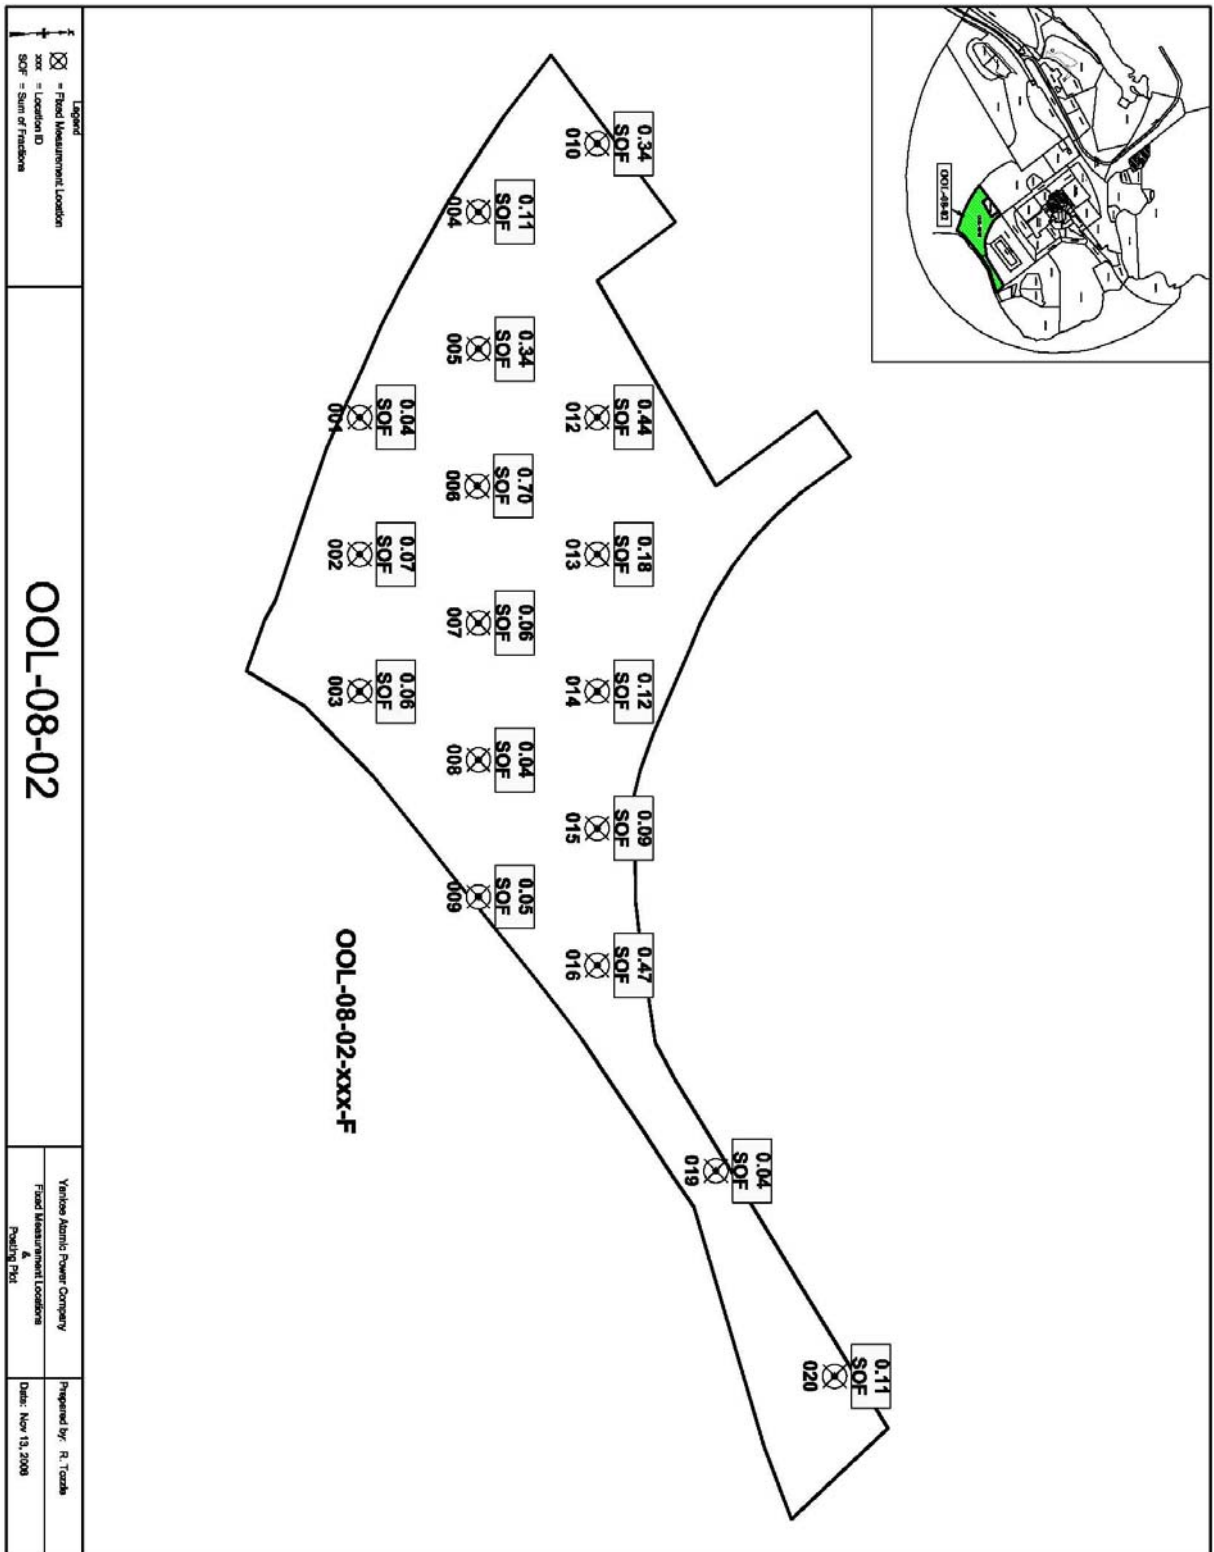 OOL-08-02
0.11
SOF
020
0.04
SOF
019
0.34
SOF
010
0.44
SOF
012
0.18
SOF
013
0.12
SOF
014
0.09
SOF
015
0.47
SOF
016
0.11
SOF
004
0.34
SOF
005
0.70
SOF
006
0.06
SOF
007
0.04
SOF
008
0.05
SOF
009
0.04
SOF
001
0.07
SOF
002
0.06
SOF
003
OOL-08-02-XXX-F
Legend
= Fixed Measurement Location
xxx = Location ID
SOF = Sum of Fractions
OOL-08-02
Yankee Atomic Power Company
Fixed Measurement Locations
&
Posting Plot
Prepared by: R. Tozzie
Date: Nov 13, 2006